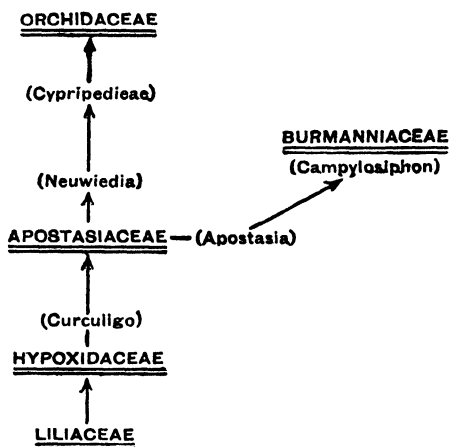 ORCHIDACEAE
(Cypripedieae)
BURMANNIACEAE
(Campylosiphon)
(Neuwiedia)
APOSTASIACEAE — (Apostasia)
(Curculigo)
HYPOXIDACEAE
LILIACEAE